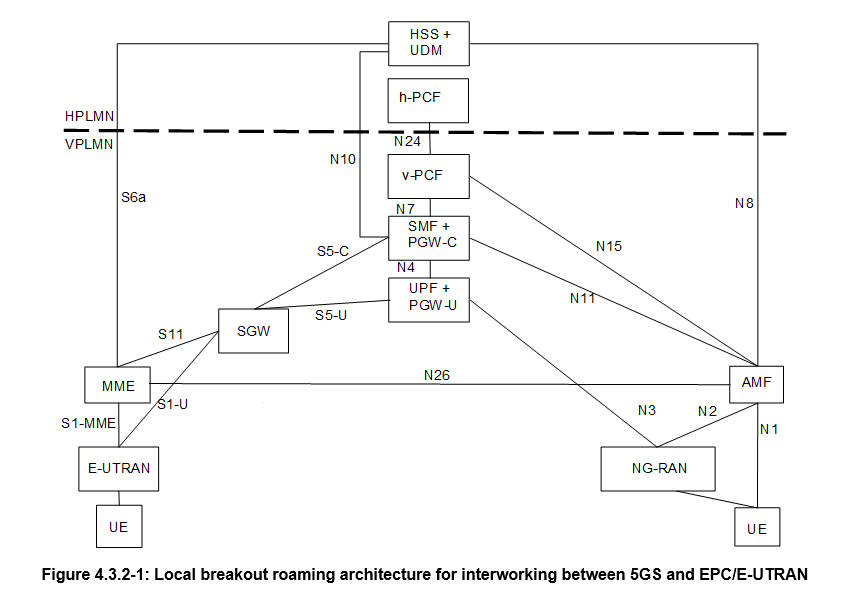 HSS +
UDM
h-PCF
HPLMN
VPLMN
N24
N10
v-PCF
S6a
N8
N7
SMF +
PGW-C
N15
S5-C
N4
UPF +
PGW-U
N11
S5-U
SGW
S11
N26
MME
AMF
S1-U
N3
N2
S1-MME
N1
E-UTRAN
NG-RAN
UE
UE
Figure 4.3.2-1: Local breakout roaming architecture for interworking between 5GS and EPC/E-UTRAN